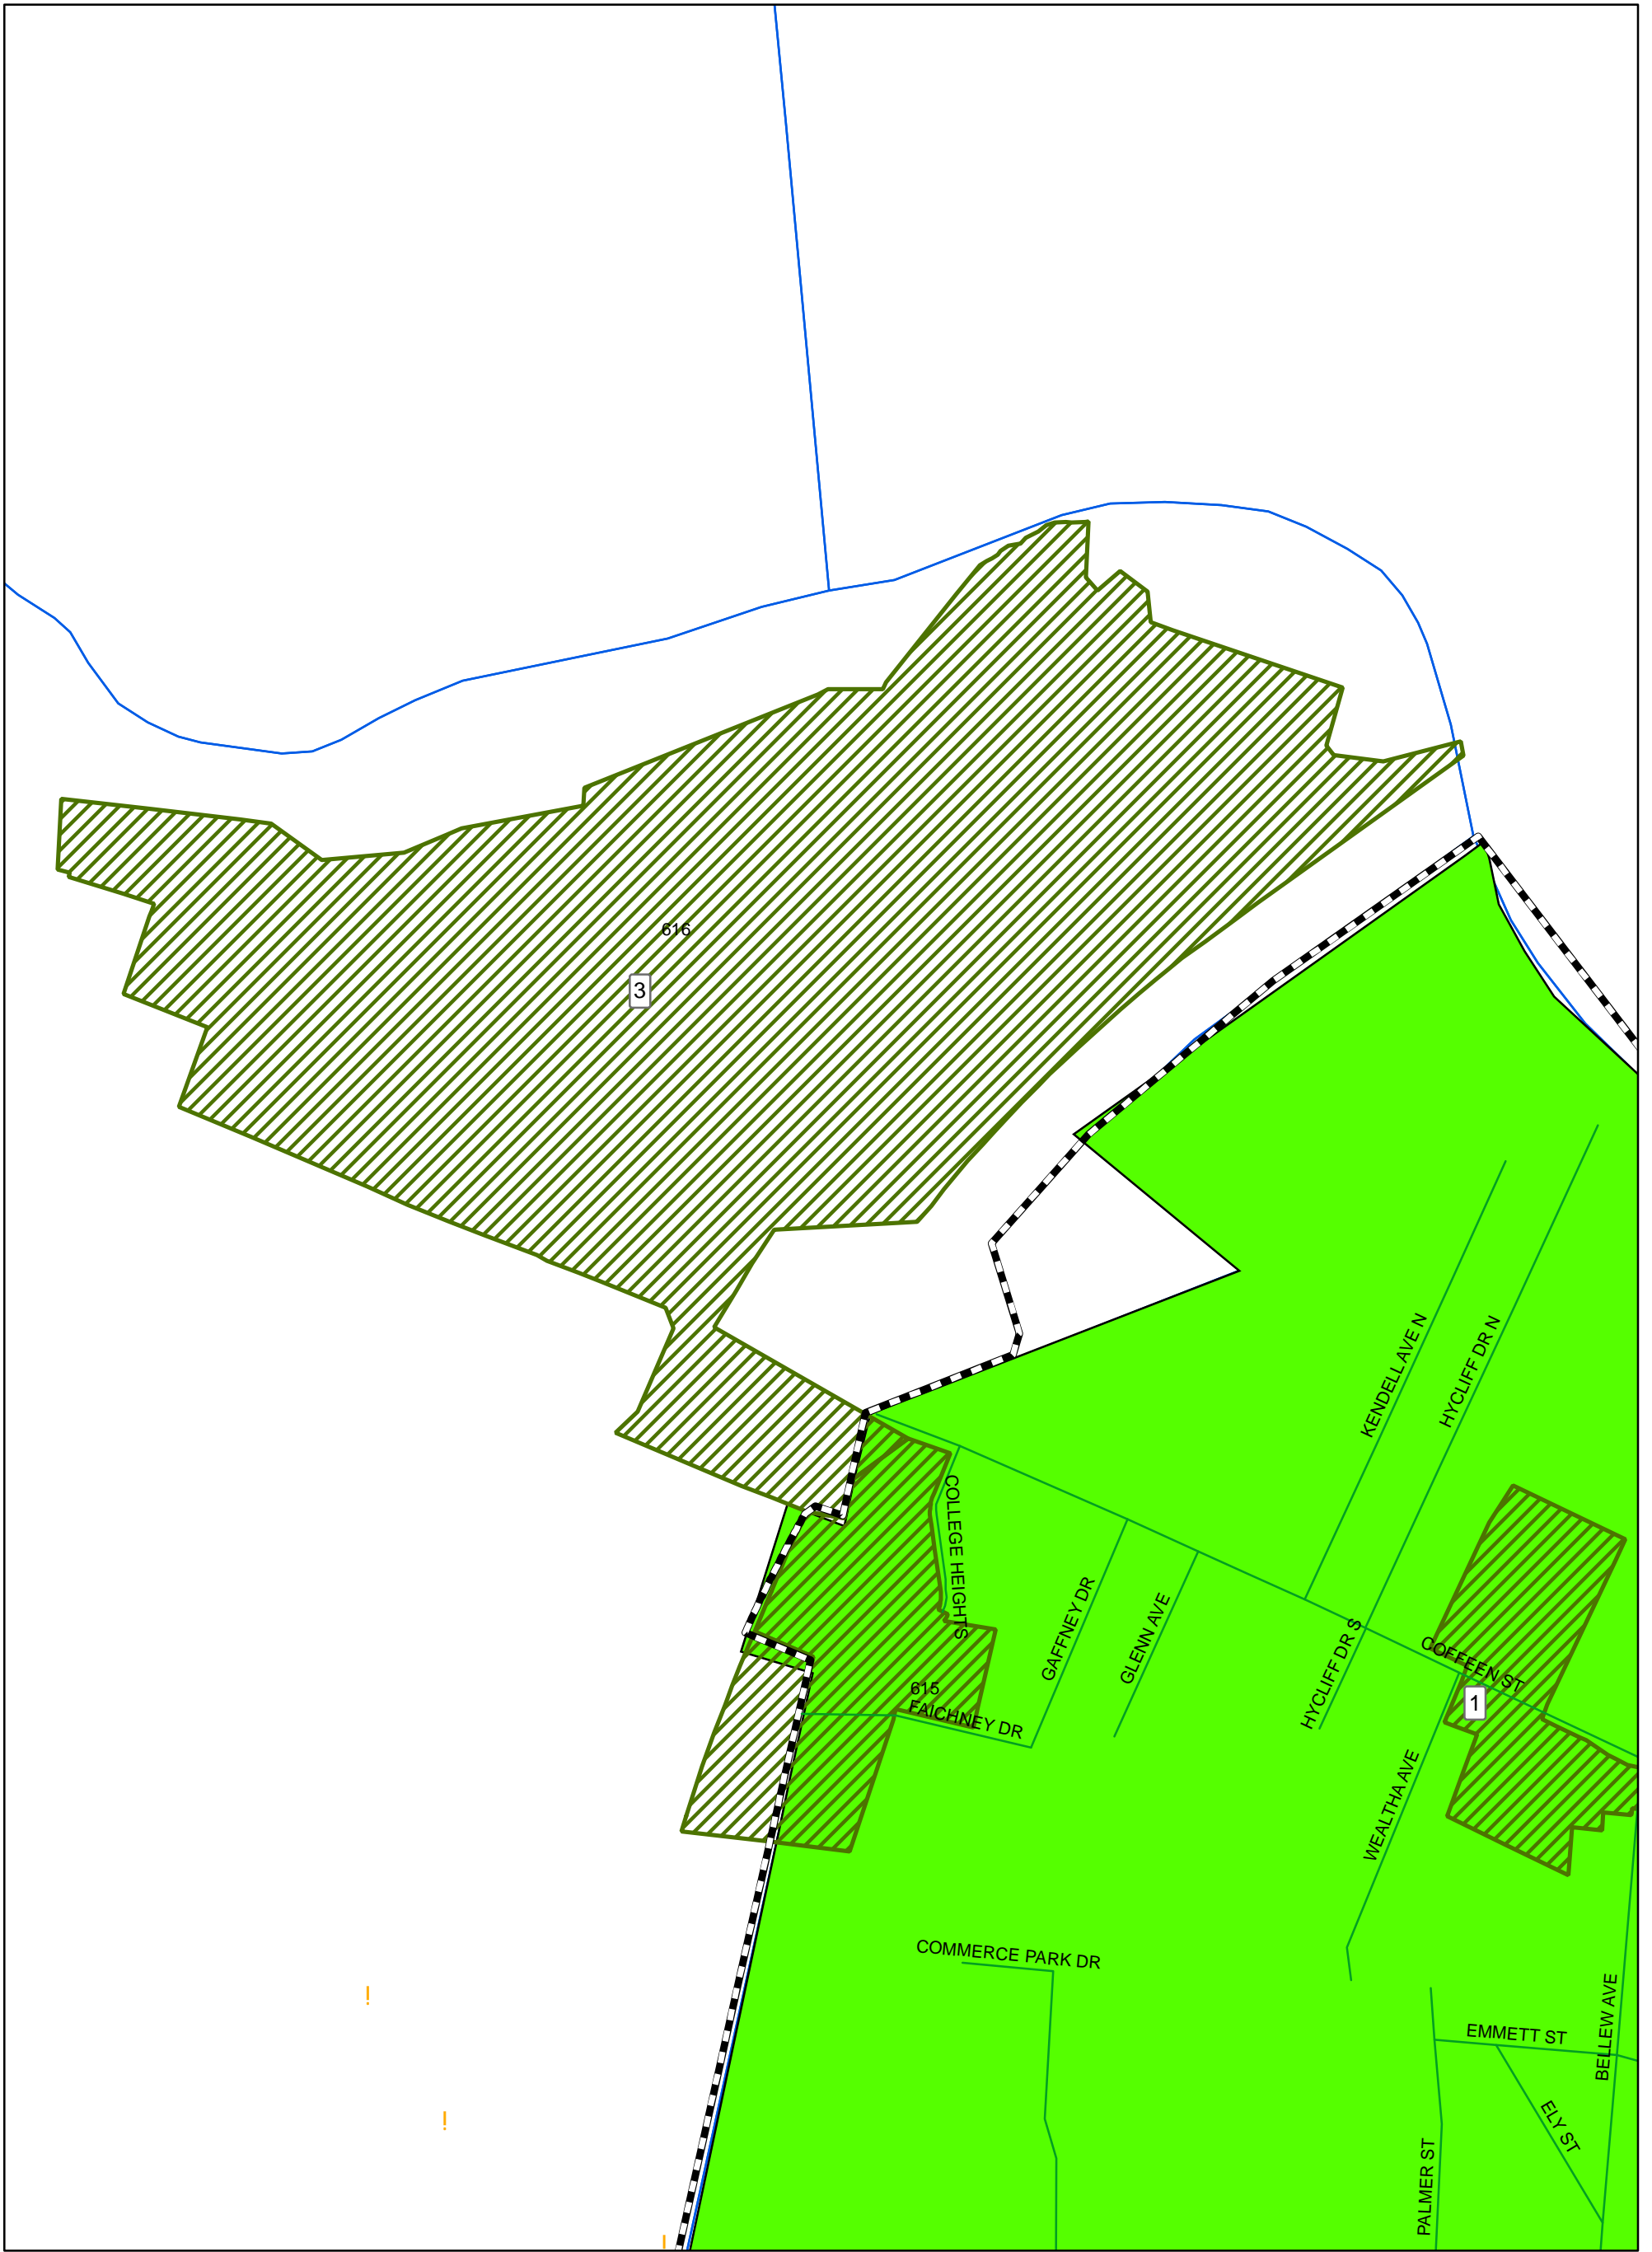 616
3
KENDELL AVE N
HYCLIFF DR N
COLLEGE HEIGHTS
GAFFNEY DR
GLENN AVE
HYCLIFF DR S
COFFEEN ST
615
FAICHNEY DR
1
WEALTHA AVE
COMMERCE PARK DR
!
BELLEW AVE
EMMETT ST
!
ELY ST
PALMER ST
!